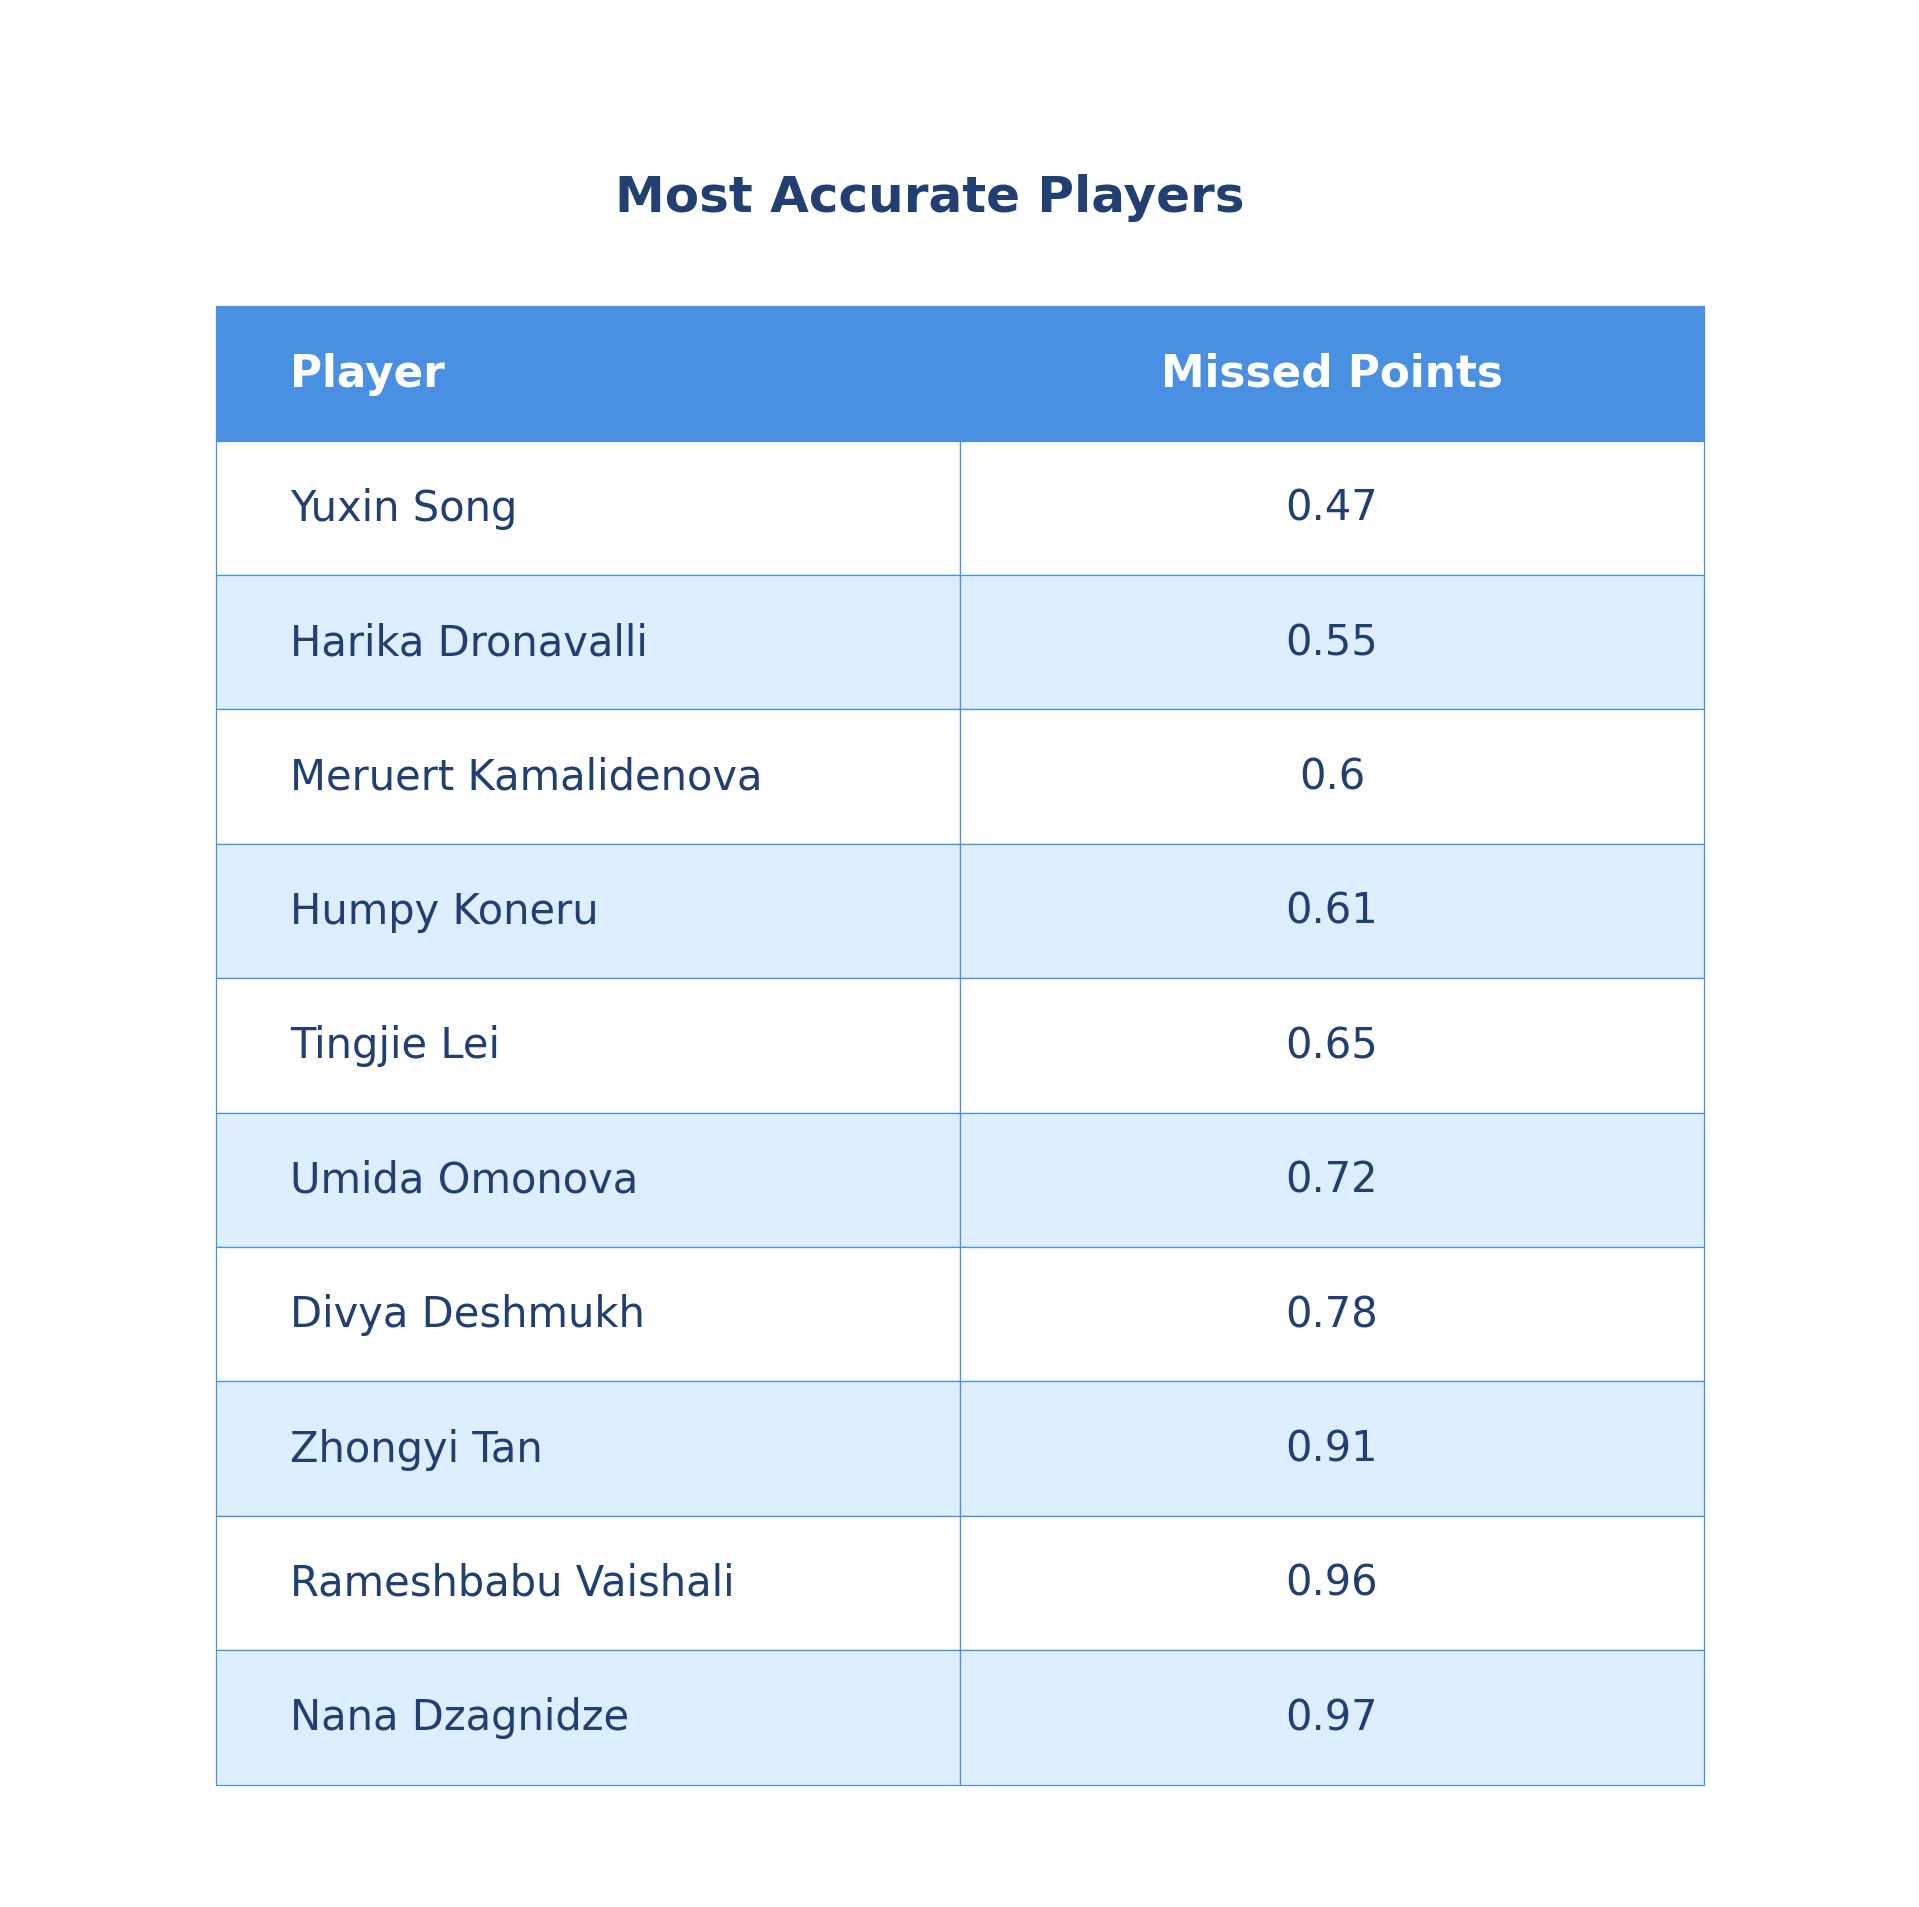 Most Accurate Players
Player Missed Points
Yuxin Song 0.47
Harika Dronavalli 0.55
Meruert Kamalidenova 0.6
Humpy Koneru 0.61
Tingjie Lei 0.65
Umida Omonova 0.72
Divya Deshmukh 0.78
Zhongyi Tan 0.91
Rameshbabu Vaishali 0.96
Nana Dzagnidze 0.97